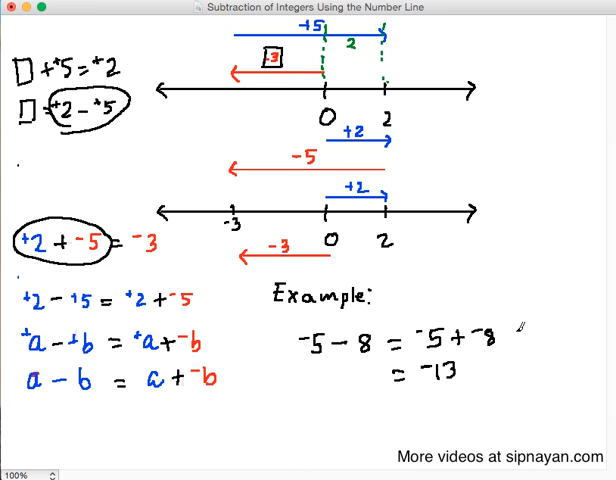 Subtraction of Integers Using the Number Line
+5
2
-3
□ + +5 = +2
□ = +2 - +5
0 2
+2
-5
+2
-3 0 2
+2 + -5 = -3
-3
+2 - +5 = +2 + -5
+a - +b = +a + -b
a - b = a + -b
Example:
-5 - 8 = -5 + -8
= -13
More videos at sipnayan.com
100%